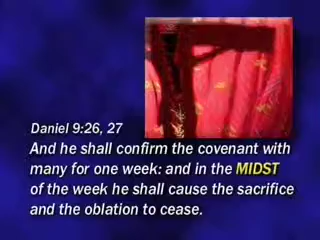 Daniel 9:26, 27
And he shall confirm the covenant with
many for one week: and in the MIDST
of the week he shall cause the sacrifice
and the oblation to cease.